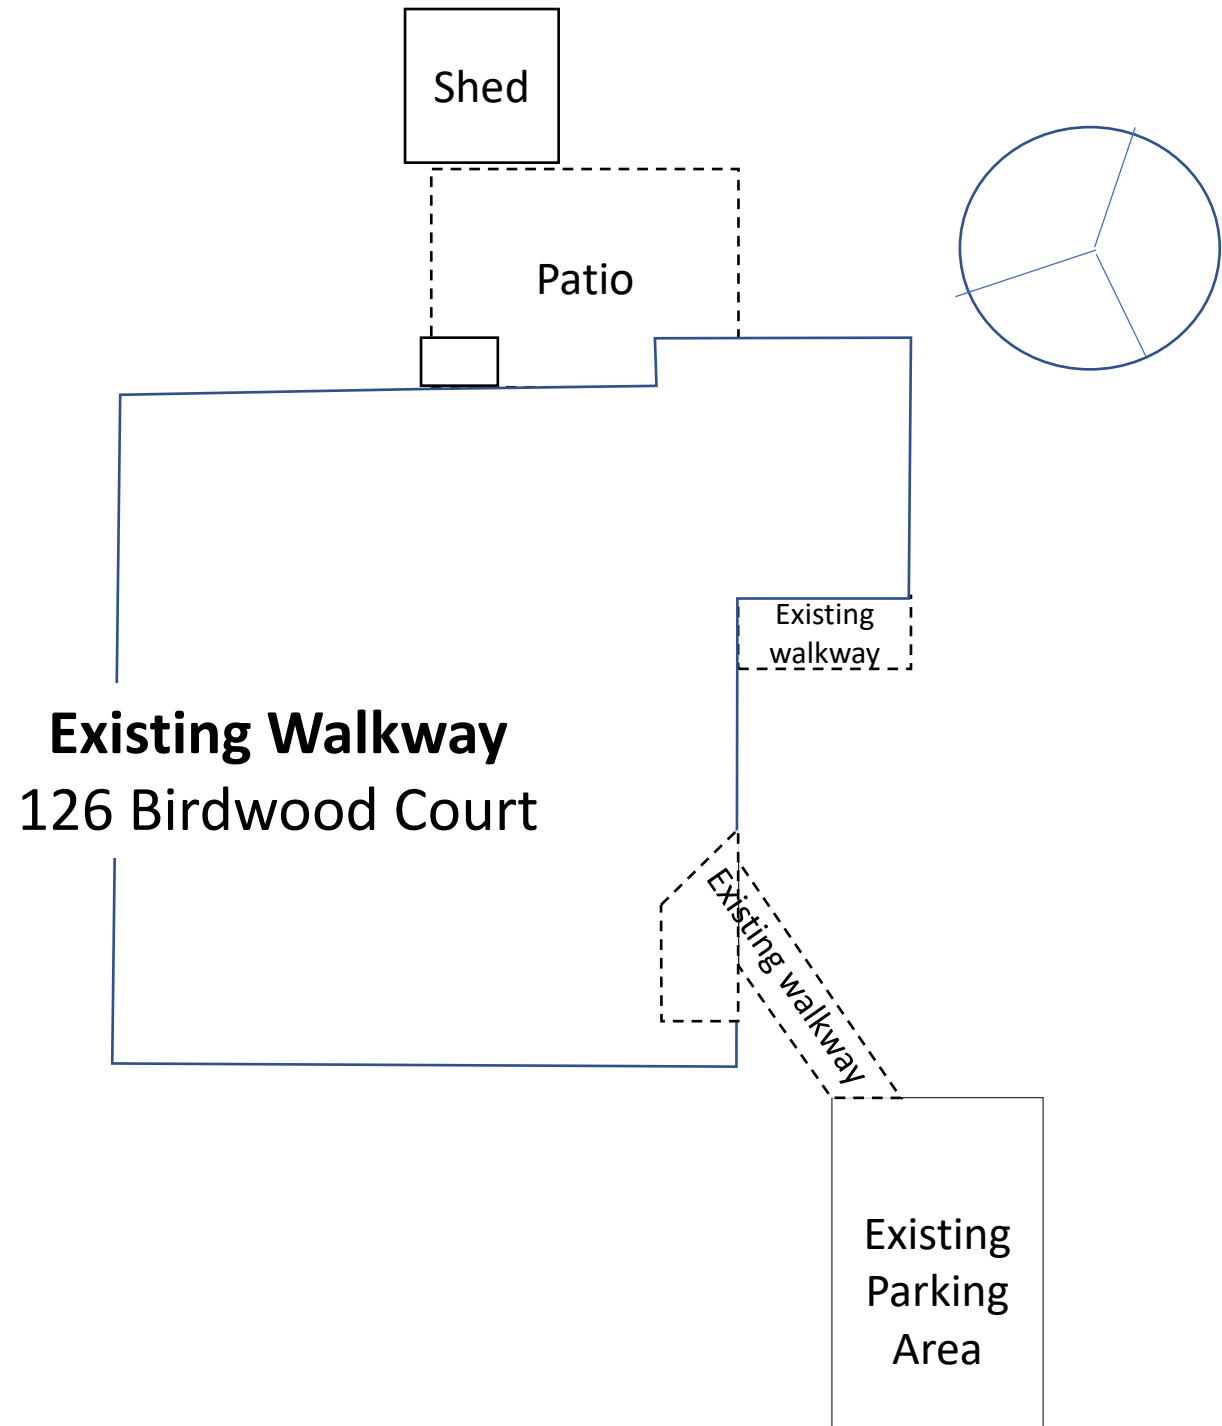 Shed
Patio
Existing
walkway
Existing Walkway
126 Birdwood Court
Existing walkway
Existing
Parking
Area